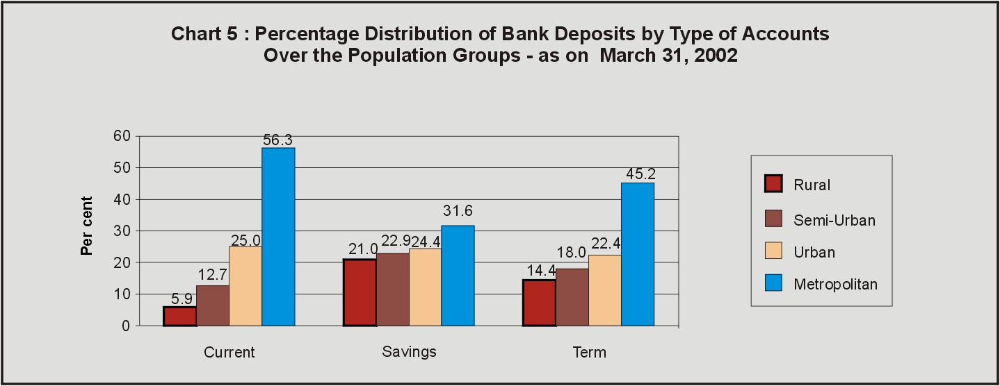 Chart 5 : Percentage Distribution of Bank Deposits by Type of Accounts
Over the Population Groups - as on  March 31, 2002
Per cent
60
50
40
30
20
10
0
5.9
12.7
25.0
56.3
21.0
22.9
24.4
31.6
14.4
18.0
22.4
45.2
Current
Savings
Term
Rural
Semi-Urban
Urban
Metropolitan